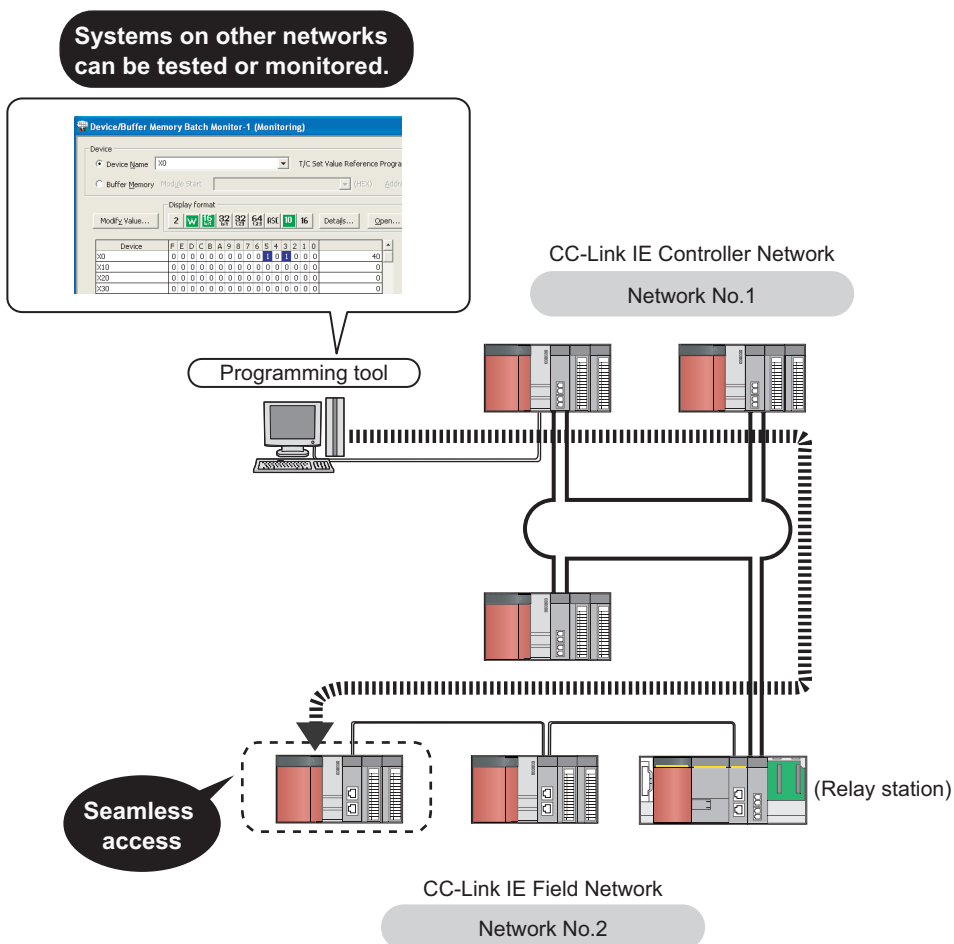 Systems on other networks
can be tested or monitored.
Device/Buffer Memory Batch Monitor-1 (Monitoring)
Device
Device Name X0 T/C Set Value Reference Progra
Buffer Memory Module Start (HEX) Addre
Display format
Modify Value... 2 W 16 bit 32 bit 32 1.23 64 1.23 ASC 10 16 Details... Open...
Device F E D C B A 9 8 7 6 5 4 3 2 1 0
X0 0 0 0 0 0 0 0 0 0 0 1 0 1 0 0 0 40
X10 0 0 0 0 0 0 0 0 0 0 0 0 0 0 0 0 0
X20 0 0 0 0 0 0 0 0 0 0 0 0 0 0 0 0 0
X30 0 0 0 0 0 0 0 0 0 0 0 0 0 0 0 0 0
CC-Link IE Controller Network
Network No.1
Programming tool
(Relay station)
Seamless
access
CC-Link IE Field Network
Network No.2